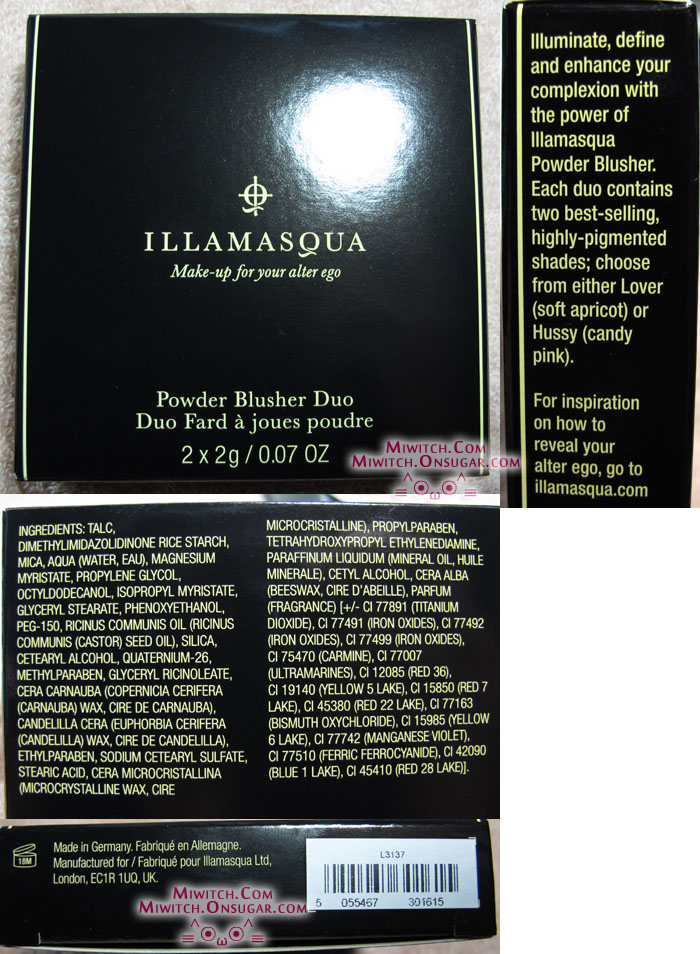 ILLAMASQUA
Make-up for your alter ego
Powder Blusher Duo
Duo Fard à joues poudre
2 x 2g / 0.07 OZ
Miwitch.Com
Miwitch.Onsugar.com
Illuminate, define
and enhance your
complexion with
the power of
Illamasqua
Powder Blusher.
Each duo contains
two best-selling,
highly-pigmented
shades; choose
from either Lover
(soft apricot) or
Hussy (candy
pink).
For inspiration
on how to
reveal your
alter ego, go to
illamasqua.com
INGREDIENTS: TALC,
DIMETHYLIMIDAZOLIDINONE RICE STARCH,
MICA, AQUA (WATER, EAU), MAGNESIUM
MYRISTATE, PROPYLENE GLYCOL,
OCTYLDODECANOL, ISOPROPYL MYRISTATE,
GLYCERYL STEARATE, PHENOXYETHANOL,
PEG-150, RICINUS COMMUNIS OIL (RICINUS
COMMUNIS (CASTOR) SEED OIL), SILICA,
CETEARYL ALCOHOL, QUATERNIUM-26,
METHYLPARABEN, GLYCERYL RICINOLEATE,
CERA CARNAUBA (COPERNICIA CERIFERA
(CARNAUBA) WAX, CIRE DE CARNAUBA),
CANDELILLA CERA (EUPHORBIA CERIFERA
(CANDELILLA) WAX, CIRE DE CANDELILLA),
ETHYLPARABEN, SODIUM CETEARYL SULFATE,
STEARIC ACID, CERA MICROCRISTALLINA
(MICROCRYSTALLINE WAX, CIRE
MICROCRISTALLINE), PROPYLPARABEN,
TETRAHYDROXYPROPYL ETHYLENEDIAMINE,
PARAFFINUM LIQUIDUM (MINERAL OIL, HUILE
MINERALE), CETYL ALCOHOL, CERA ALBA
(BEESWAX, CIRE D'ABEILLE), PARFUM
(FRAGRANCE) [+/- CI 77891 (TITANIUM
DIOXIDE), CI 77491 (IRON OXIDES), CI 77492
(IRON OXIDES), CI 77499 (IRON OXIDES),
CI 75470 (CARMINE), CI 77007
(ULTRAMARINES), CI 12085 (RED 36),
CI 19140 (YELLOW 5 LAKE), CI 15850 (RED 7
LAKE), CI 45380 (RED 22 LAKE), CI 77163
(BISMUTH OXYCHLORIDE), CI 15985 (YELLOW
6 LAKE), CI 77742 (MANGANESE VIOLET),
CI 77510 (FERRIC FERROCYANIDE), CI 42090
(BLUE 1 LAKE), CI 45410 (RED 28 LAKE)].
18M
Made in Germany. Fabriqué en Allemagne.
Manufactured for / Fabriqué pour Illamasqua Ltd,
London, EC1R 1UQ, UK.
L3137
5 055467 301615
Miwitch.Com
Miwitch.Onsugar.com